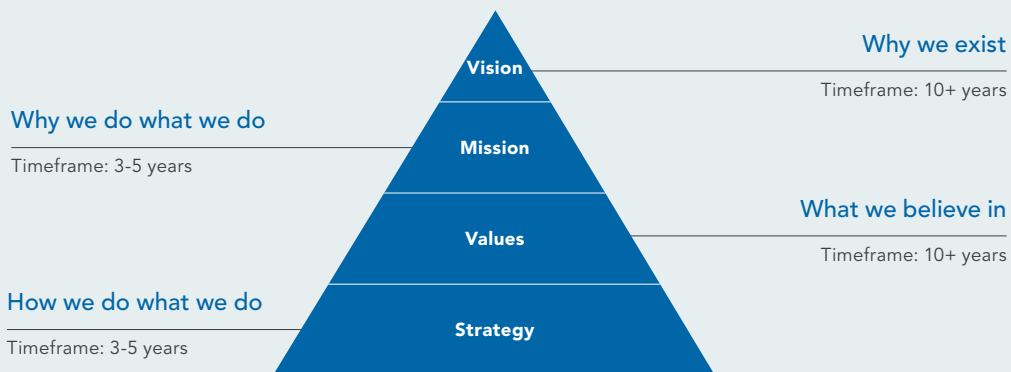 Vision
Why we exist
Timeframe: 10+ years
Why we do what we do
Timeframe: 3-5 years
Mission
Values
What we believe in
Timeframe: 10+ years
How we do what we do
Timeframe: 3-5 years
Strategy